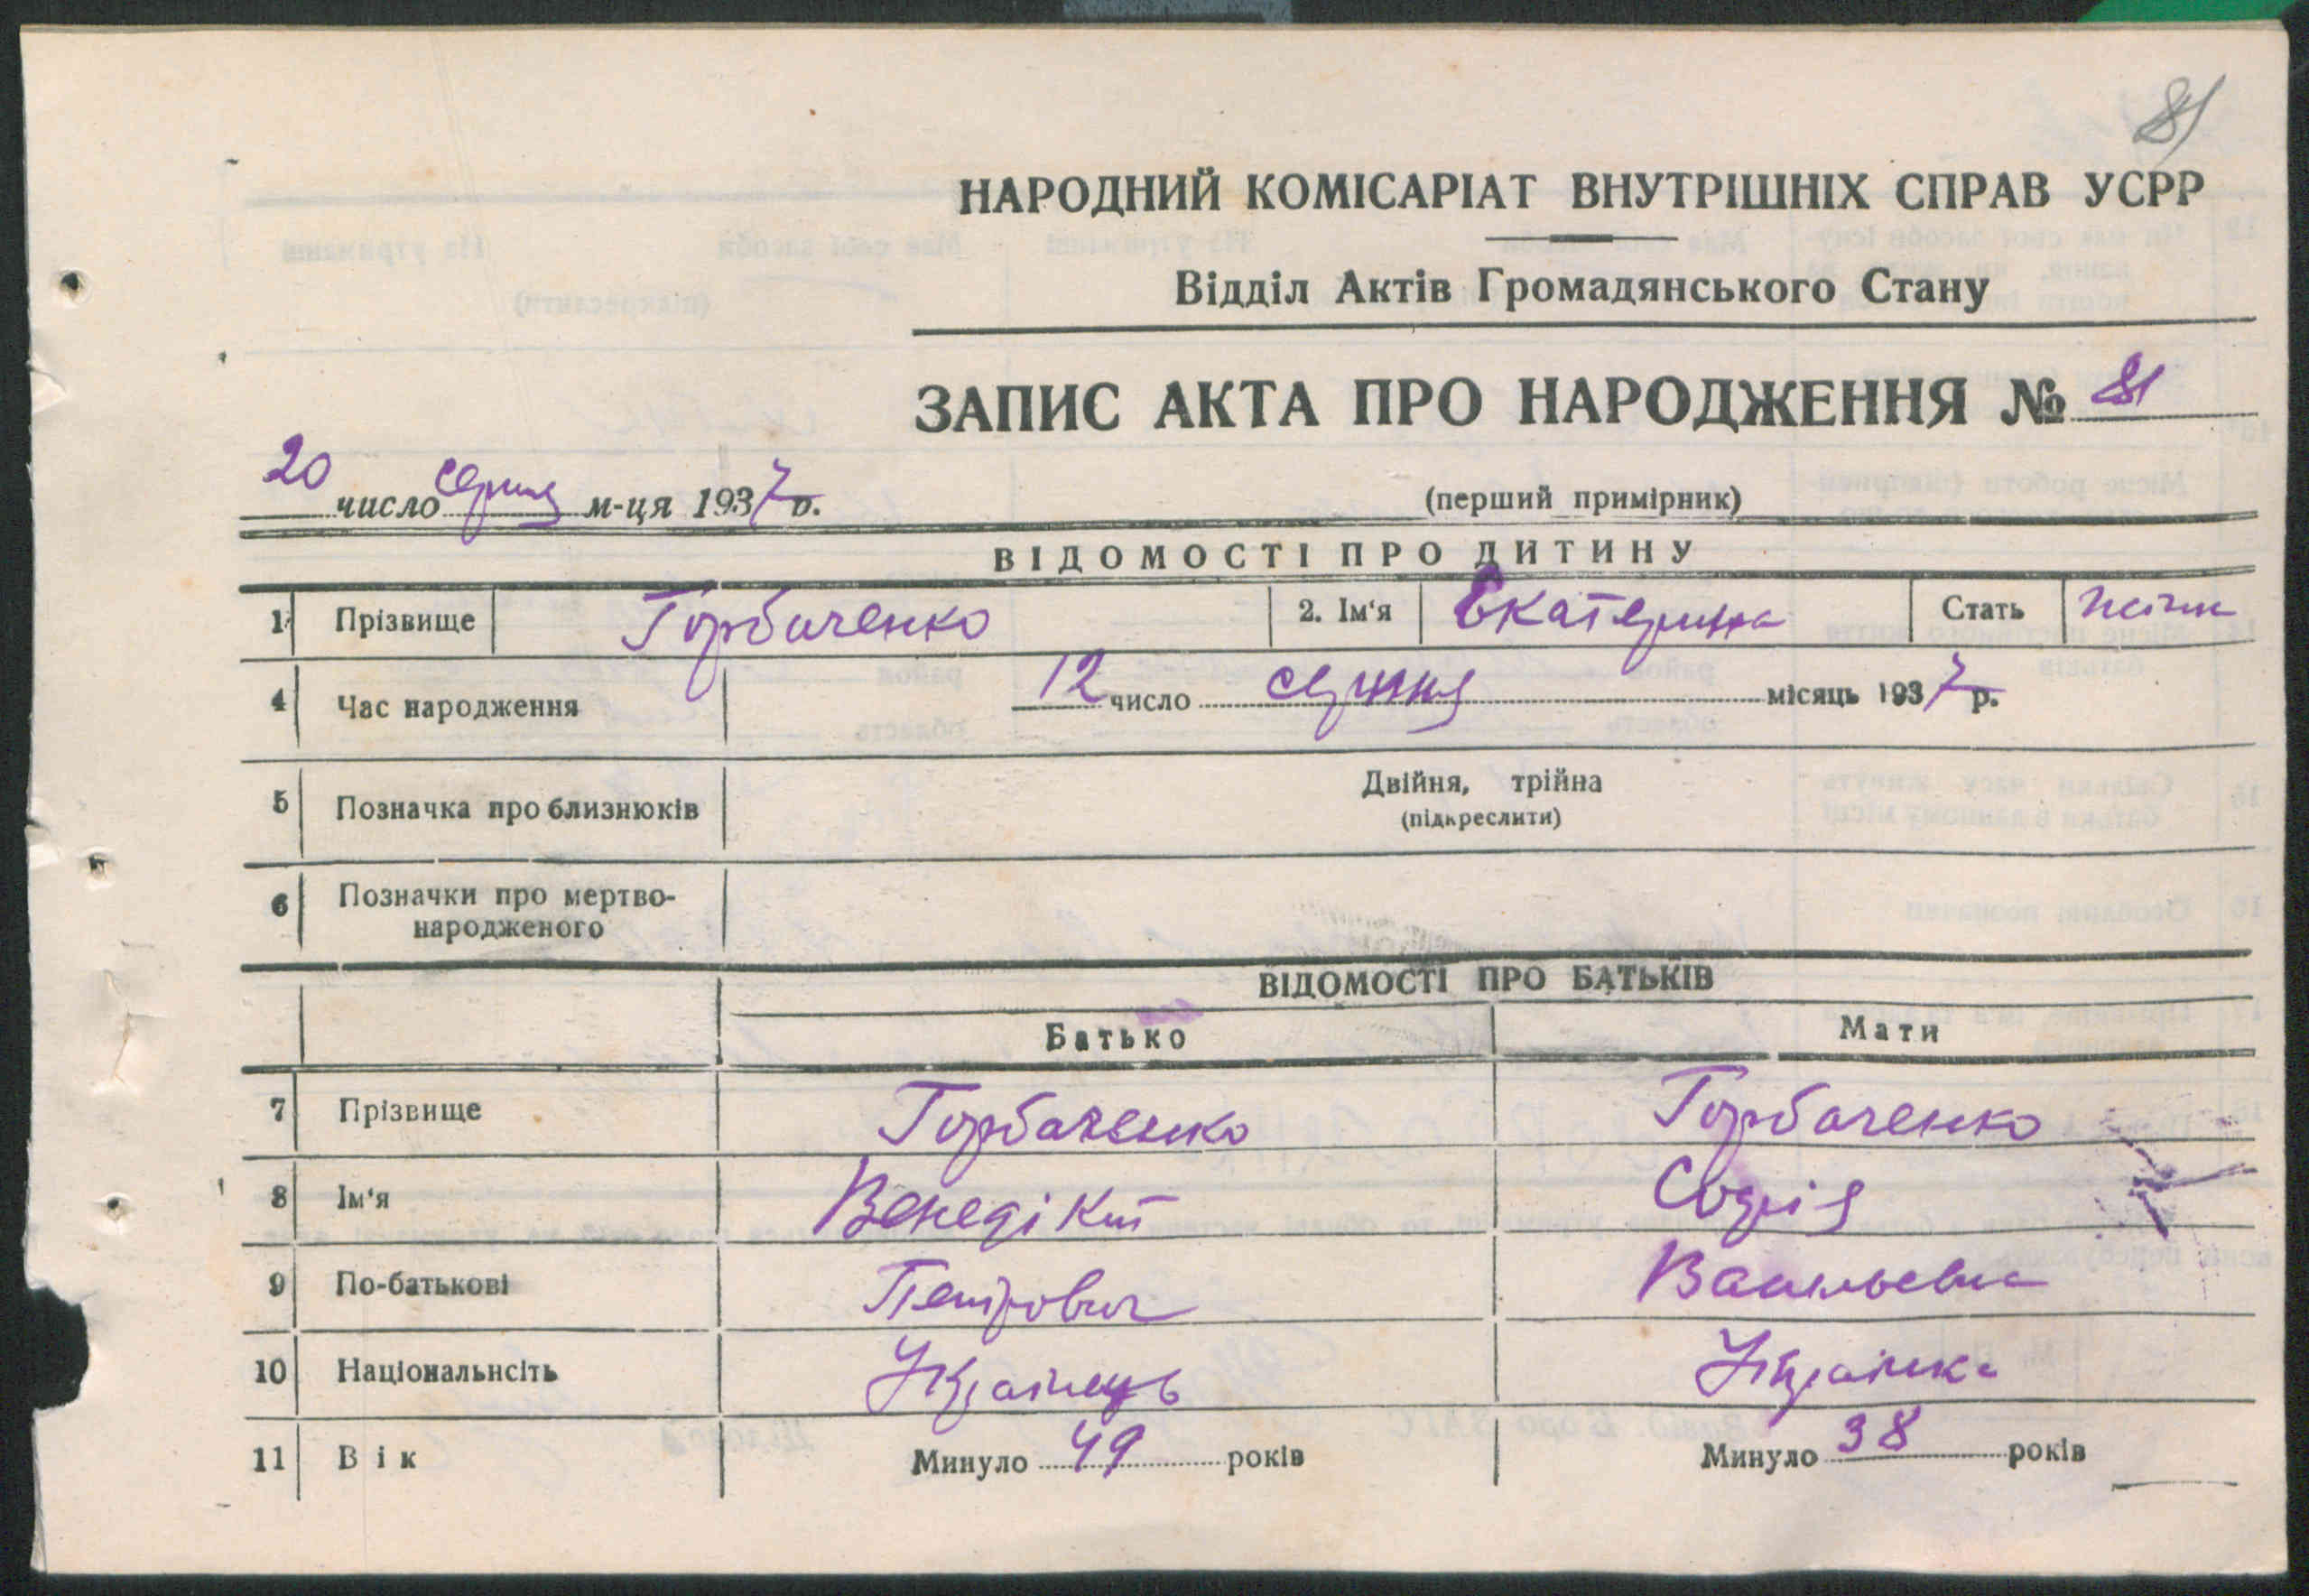 81
НАРОДНИЙ КОМІСАРІАТ ВНУТРІШНІХ СПРАВ УСРР
Відділ Актів Громадянського Стану
ЗАПИС АКТА ПРО НАРОДЖЕННЯ № 81
20 число серпня м-ця 1937 р.
(перший примірник)
ВІДОМОСТІ ПРО ДИТИНУ
1 Прізвище Горбаченко 2. Ім'я Екатерина Стать жіноч
4 Час народження 12 число серпня місяць 1937 р.
5 Позначка про близнюків Двійня, трійна
(підкреслити)
6 Позначки про мертво-
народженого
ВІДОМОСТІ ПРО БАТЬКІВ
Батько Мати
7 Прізвище Горбаченко Горбаченко
8 Ім'я Венедікт Софія
9 По-батькові Петрович Васильевна
10 Національнсіть Українець Українка
11 Вік Минуло 49 років Минуло 38 років